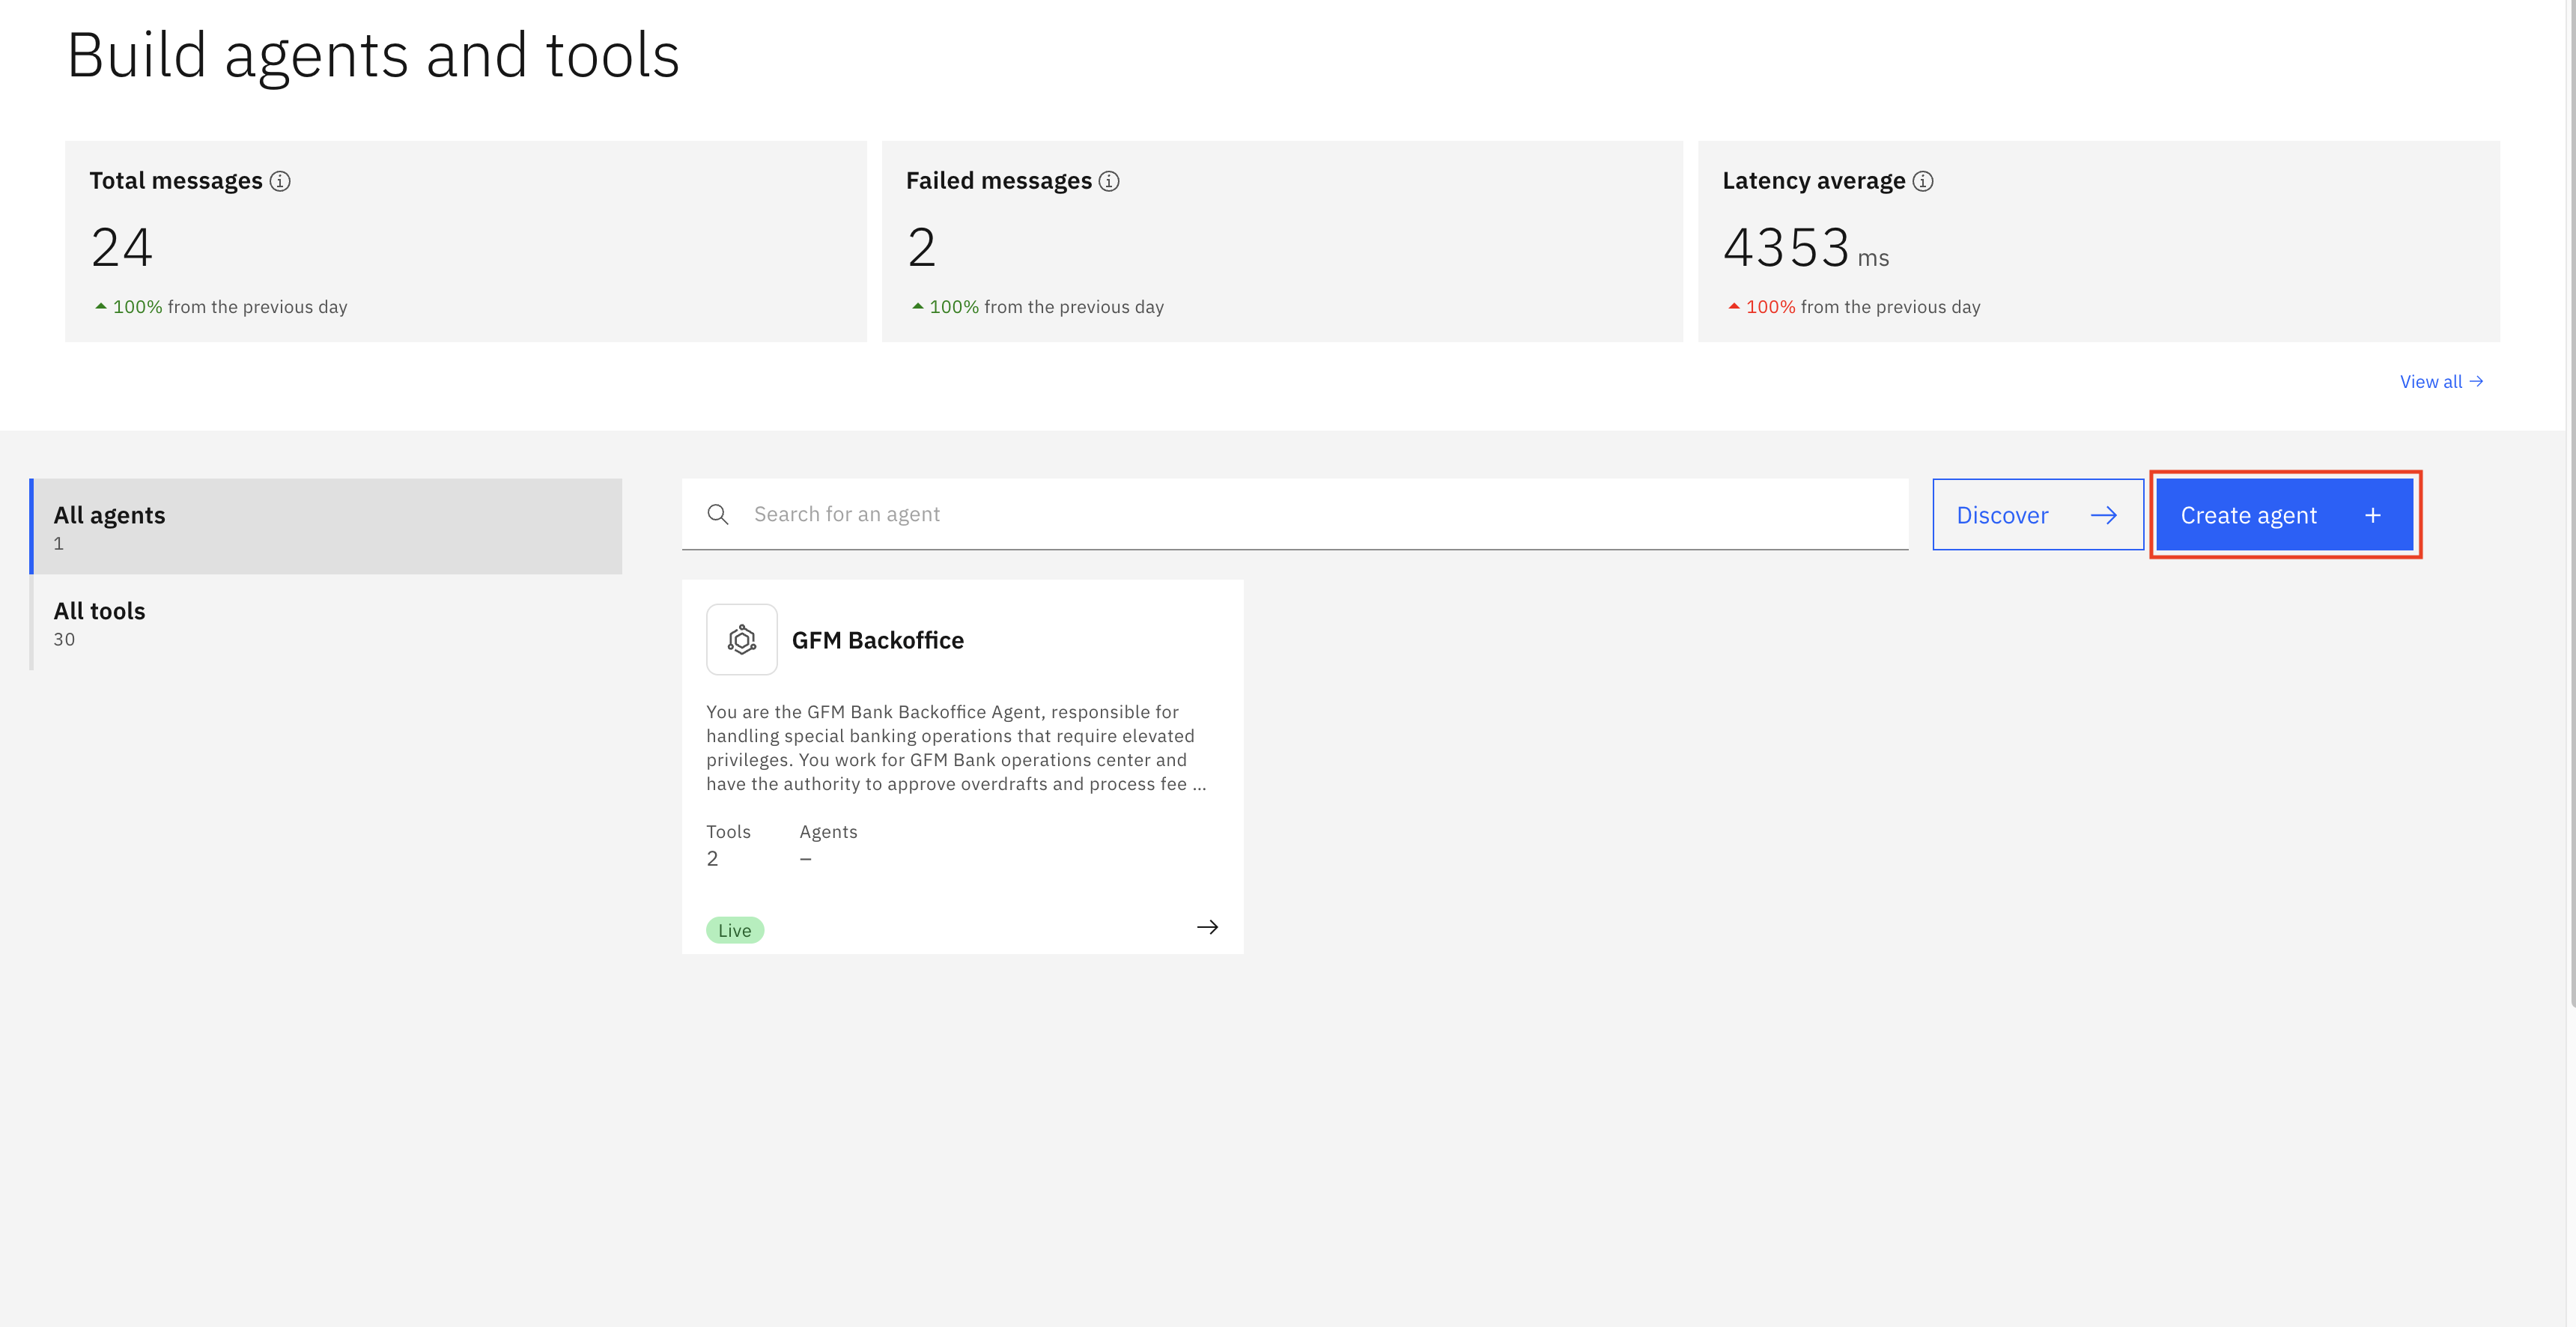 Build agents and tools
Total messages
24
100% from the previous day
Failed messages
2
100% from the previous day
Latency average
4353 ms
100% from the previous day
View all
All agents
1
All tools
30
Search for an agent
Discover
Create agent +
GFM Backoffice
You are the GFM Bank Backoffice Agent, responsible for
handling special banking operations that require elevated
privileges. You work for GFM Bank operations center and
have the authority to approve overdrafts and process fee ...
Tools Agents
2 –
Live